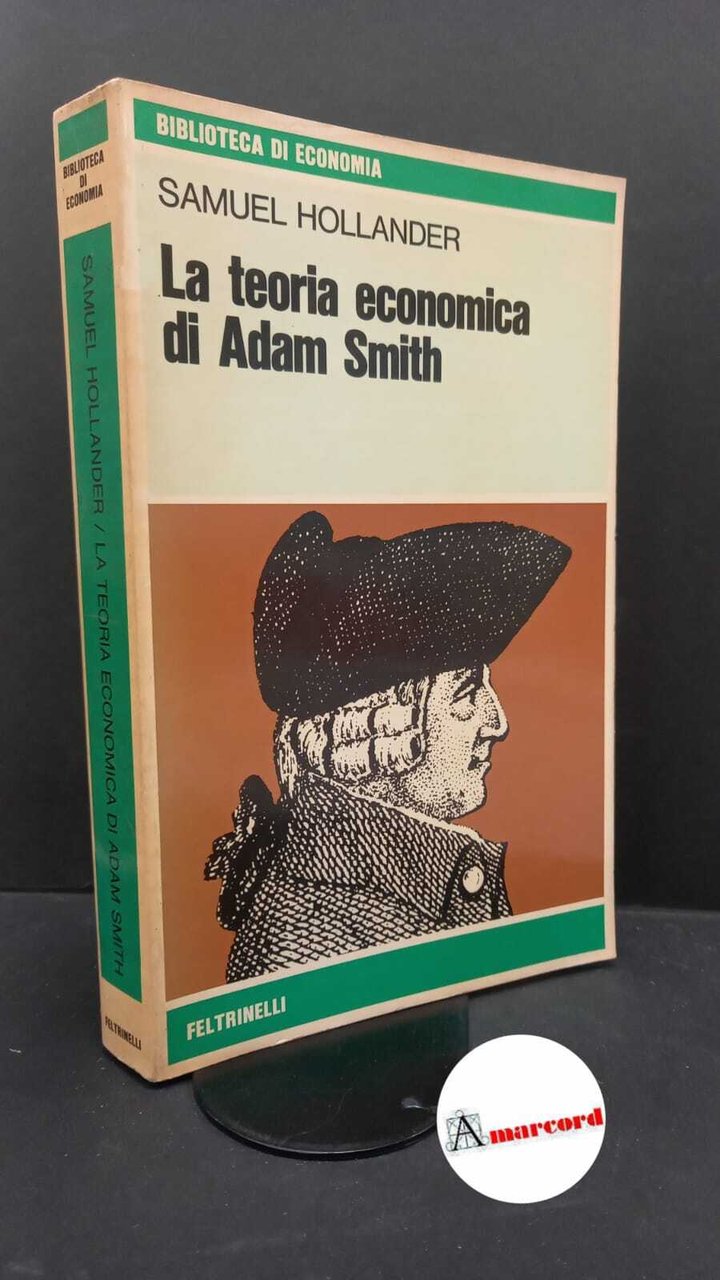 BIBLIOTECA DI ECONOMIA
SAMUEL HOLLANDER
La teoria economica
di Adam Smith
FELTRINELLI
BIBLIOTECA
DI
ECONOMIA
SAMUEL HOLLANDER / LA TEORIA ECONOMICA DI ADAM SMITH
FELTRINELLI
Amarcord